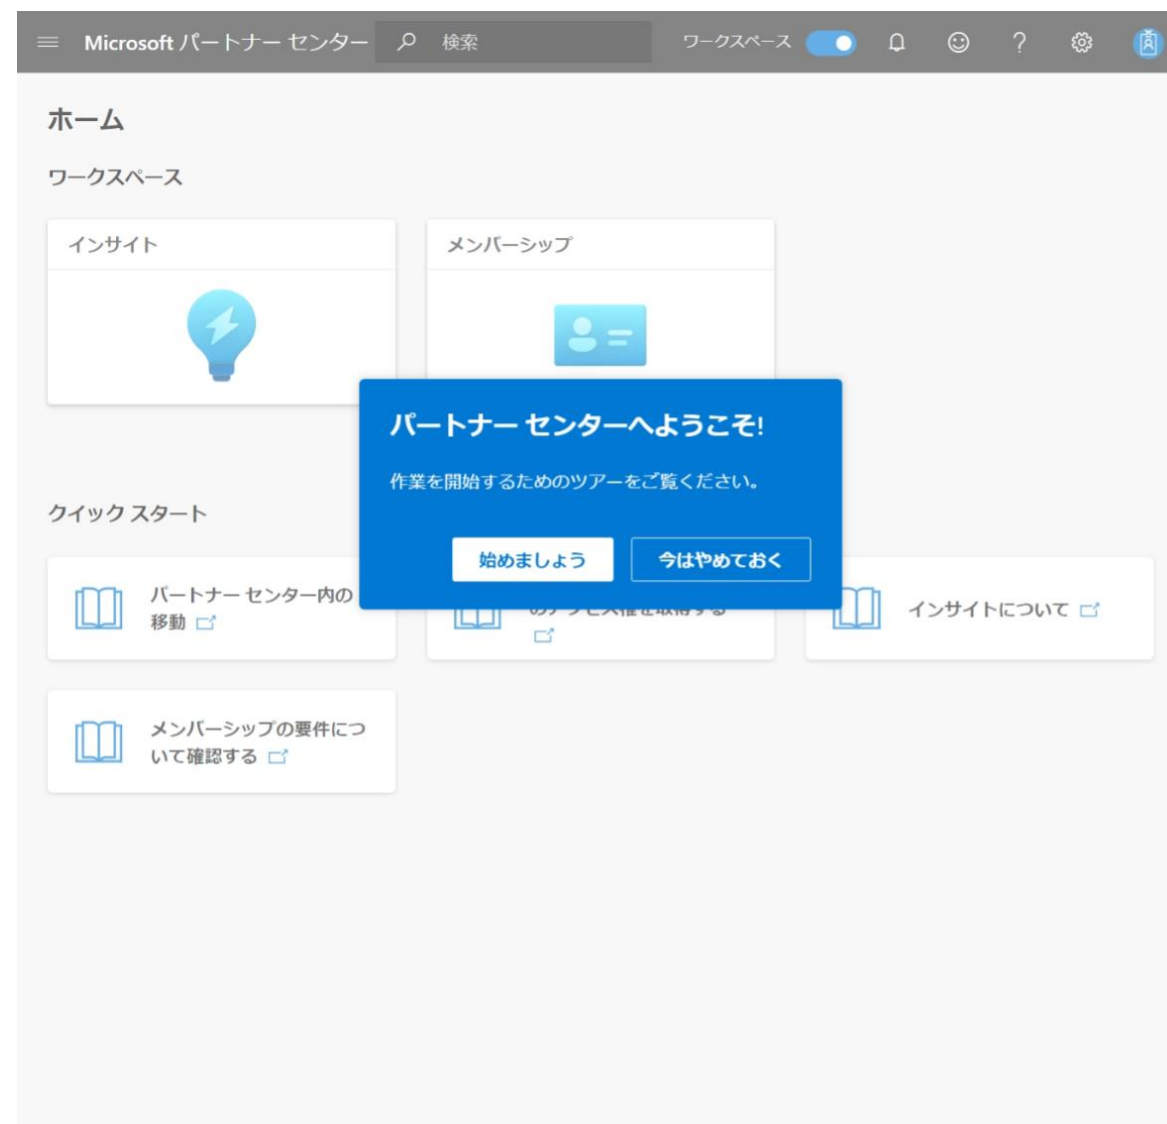 Microsoft パートナー センター
検索
ワークスペース
?
ホーム
ワークスペース
インサイト
メンバーシップ
パートナー センターへようこそ!
作業を開始するためのツアーをご覧ください。
始めましょう
今はやめておく
クイック スタート
パートナー センター内の
移動
インサイトについて
メンバーシップの要件につ
いて確認する